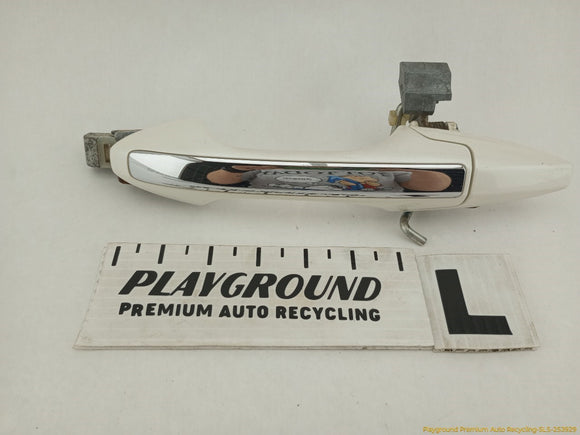 PLAYGROUND
PREMIUM AUTO RECYCLING
L
Playground Premium Auto Recycling-SLS-253929